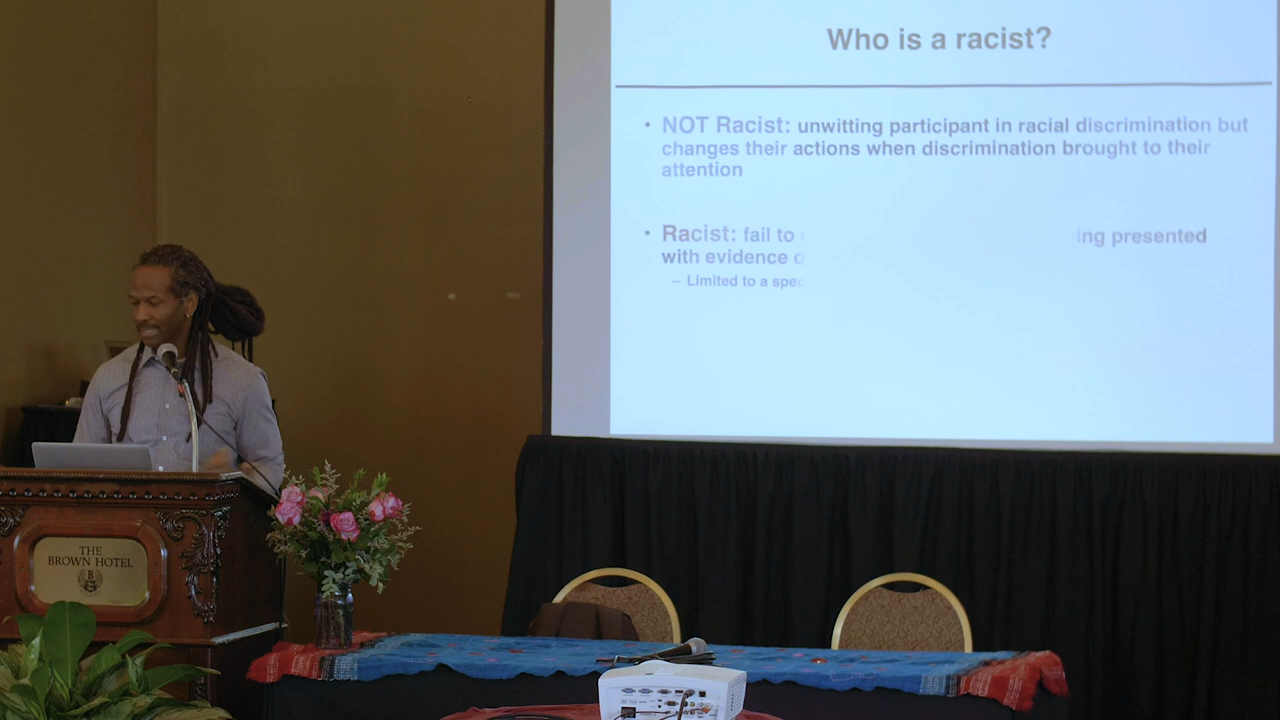 Who is a racist?
• NOT Racist: unwitting participant in racial discrimination but
changes their actions when discrimination brought to their
attention
• Racist: fail to ing presented
with evidence
– Limited to a
THE
BROWN HOTEL
B